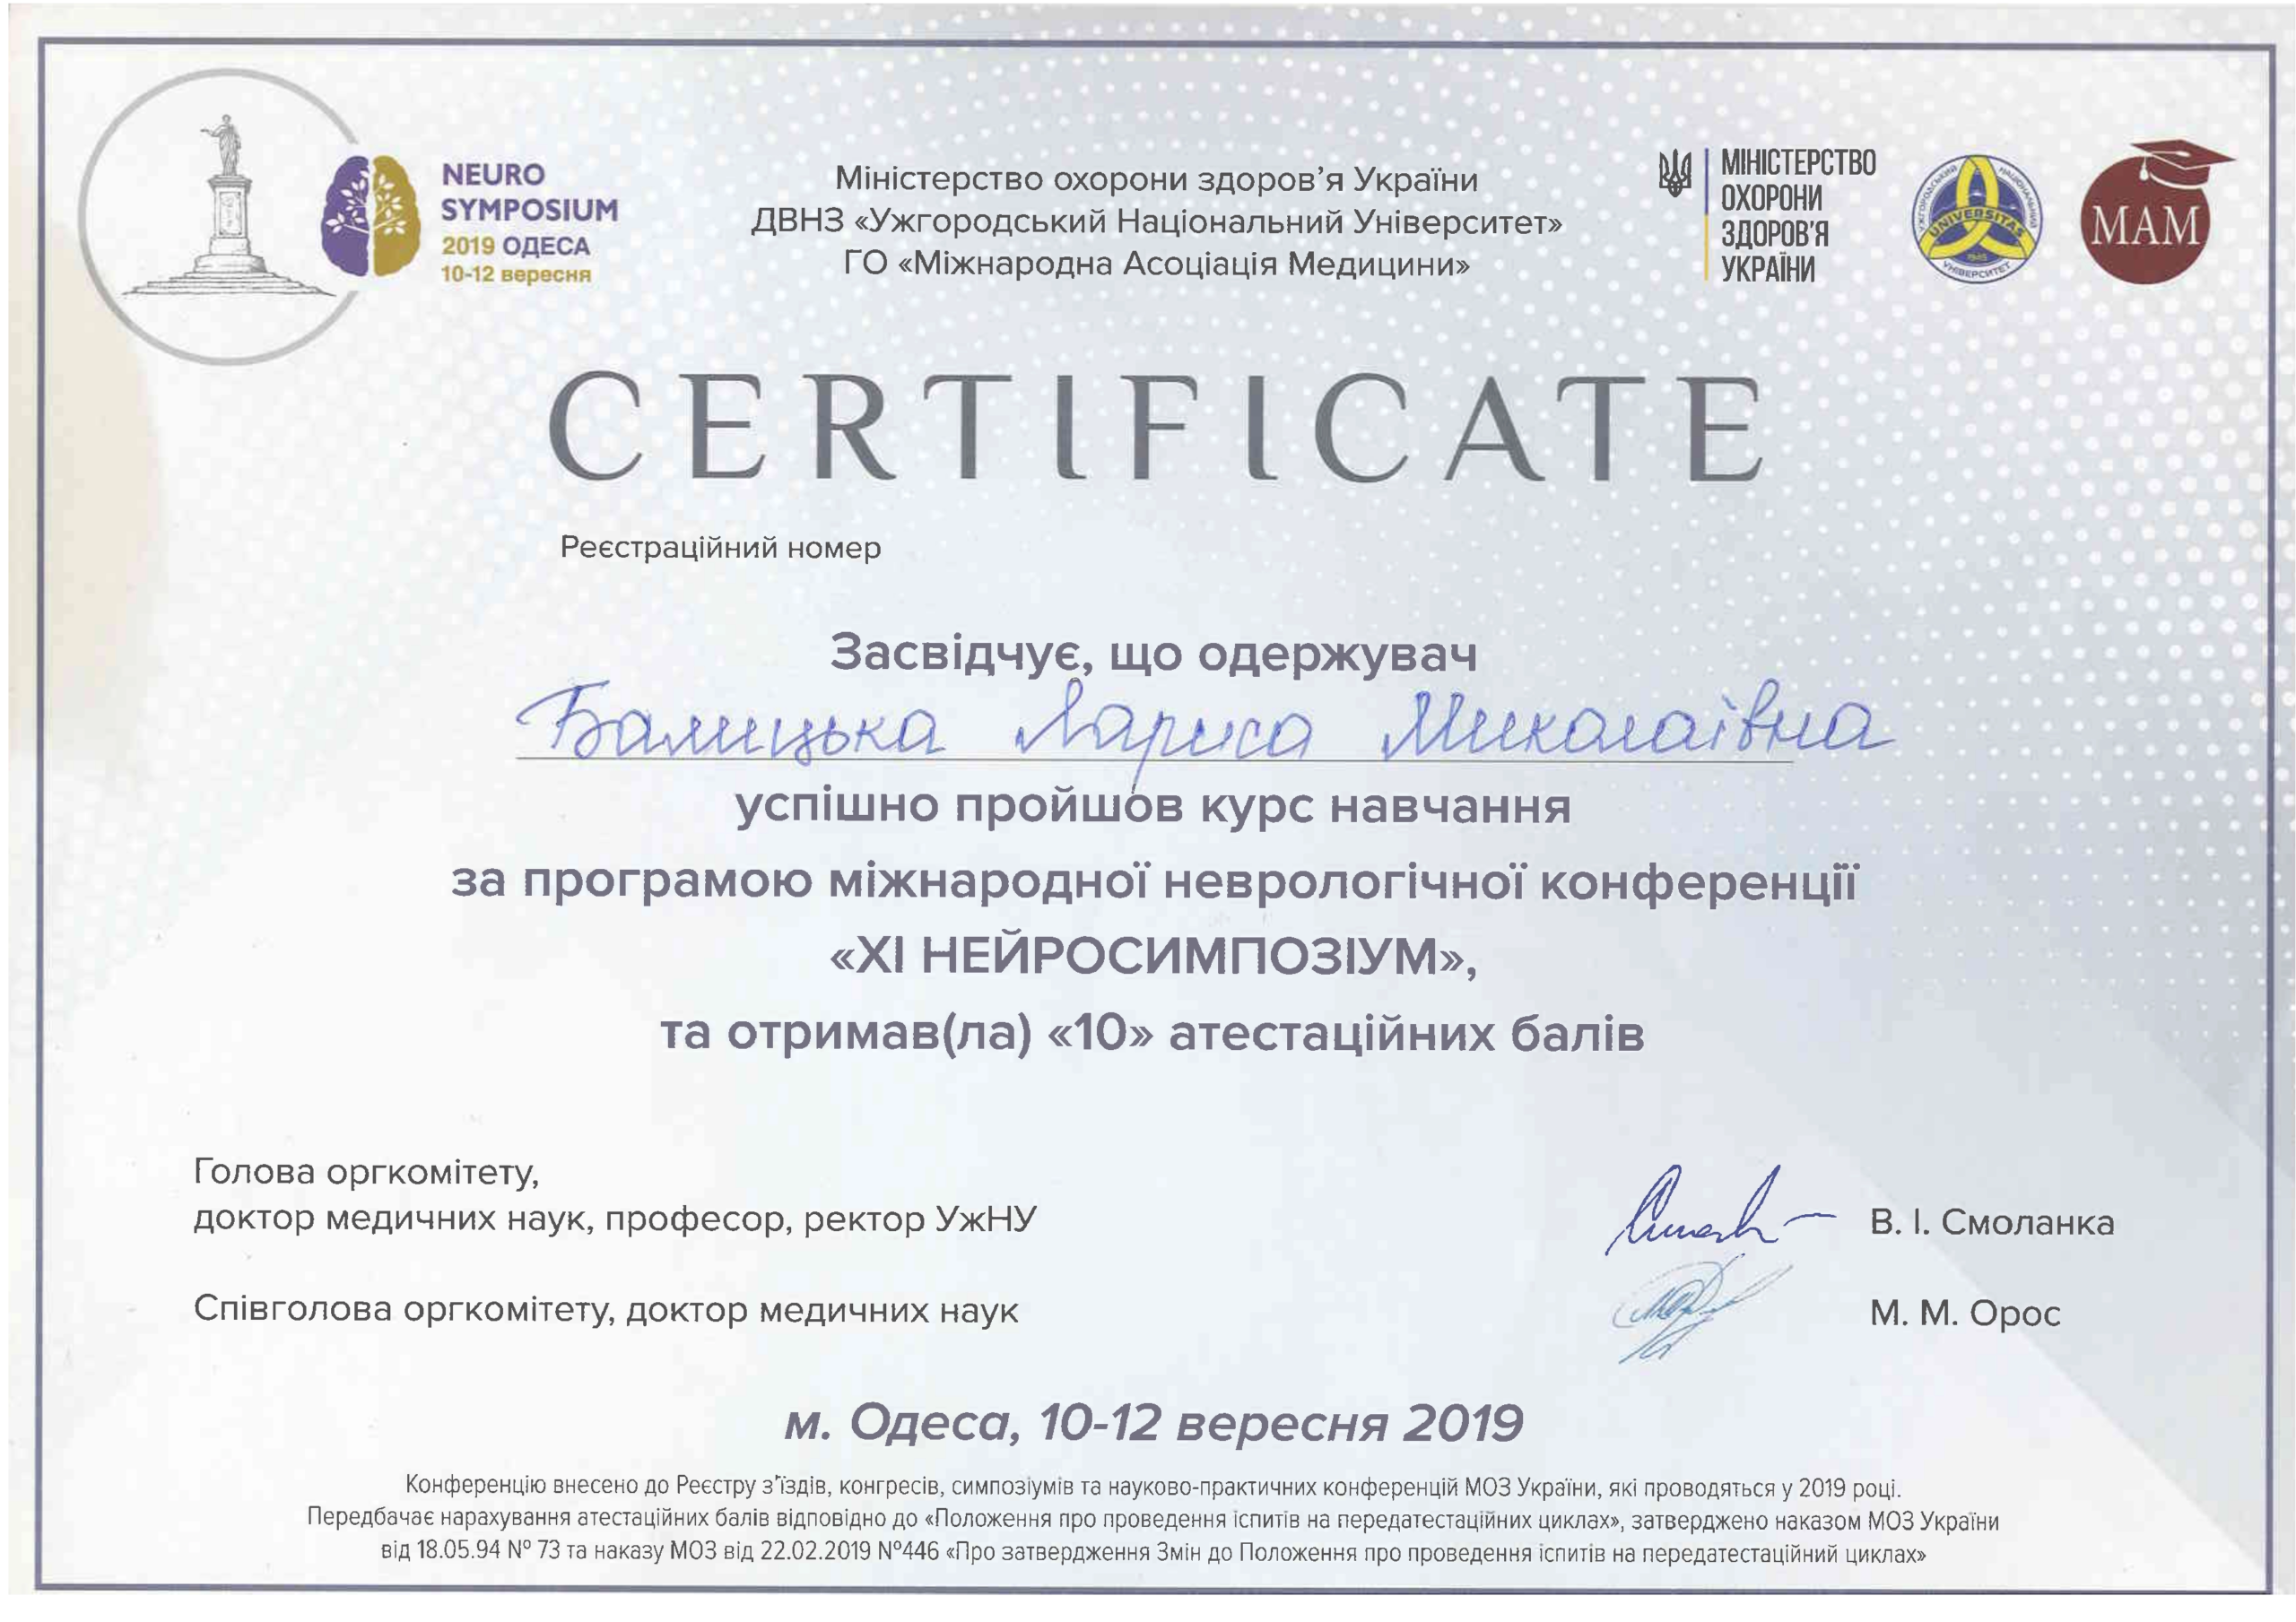 NEURO
SYMPOSIUM
2019 ОДЕСА
10-12 вересня
Міністерство охорони здоров’я України
ДВНЗ «Ужгородський Національний Університет»
ГО «Міжнародна Асоціація Медицини»
МІНІСТЕРСТВО
ОХОРОНИ
ЗДОРОВ'Я
УКРАЇНИ
УЖГОРОДСЬКИЙ НАЦІОНАЛЬНИЙ
UNIVERSITAS
1945
УНІВЕРСИТЕТ
МАМ
CERTIFICATE
Реєстраційний номер
Засвідчує, що одержувач
Балицька Лариса Миколаївна
успішно пройшов курс навчання
за програмою міжнародної неврологічної конференції
«XI НЕЙРОСИМПОЗІУМ»,
та отримав(ла) «10» атестаційних балів
Голова оргкомітету,
доктор медичних наук, професор, ректор УжНУ
В. І. Смоланка
Співголова оргкомітету, доктор медичних наук
М. М. Орос
м. Одеса, 10-12 вересня 2019
Конференцію внесено до Реєстру з'їздів, конгресів, симпозіумів та науково-практичних конференцій МОЗ України, які проводяться у 2019 році.
Передбачає нарахування атестаційних балів відповідно до «Положення про проведення іспитів на передатестаційних циклах», затверджено наказом МОЗ України
від 18.05.94 № 73 та наказу МОЗ від 22.02.2019 №446 «Про затвердження Змін до Положення про проведення іспитів на передатестаційний циклах»